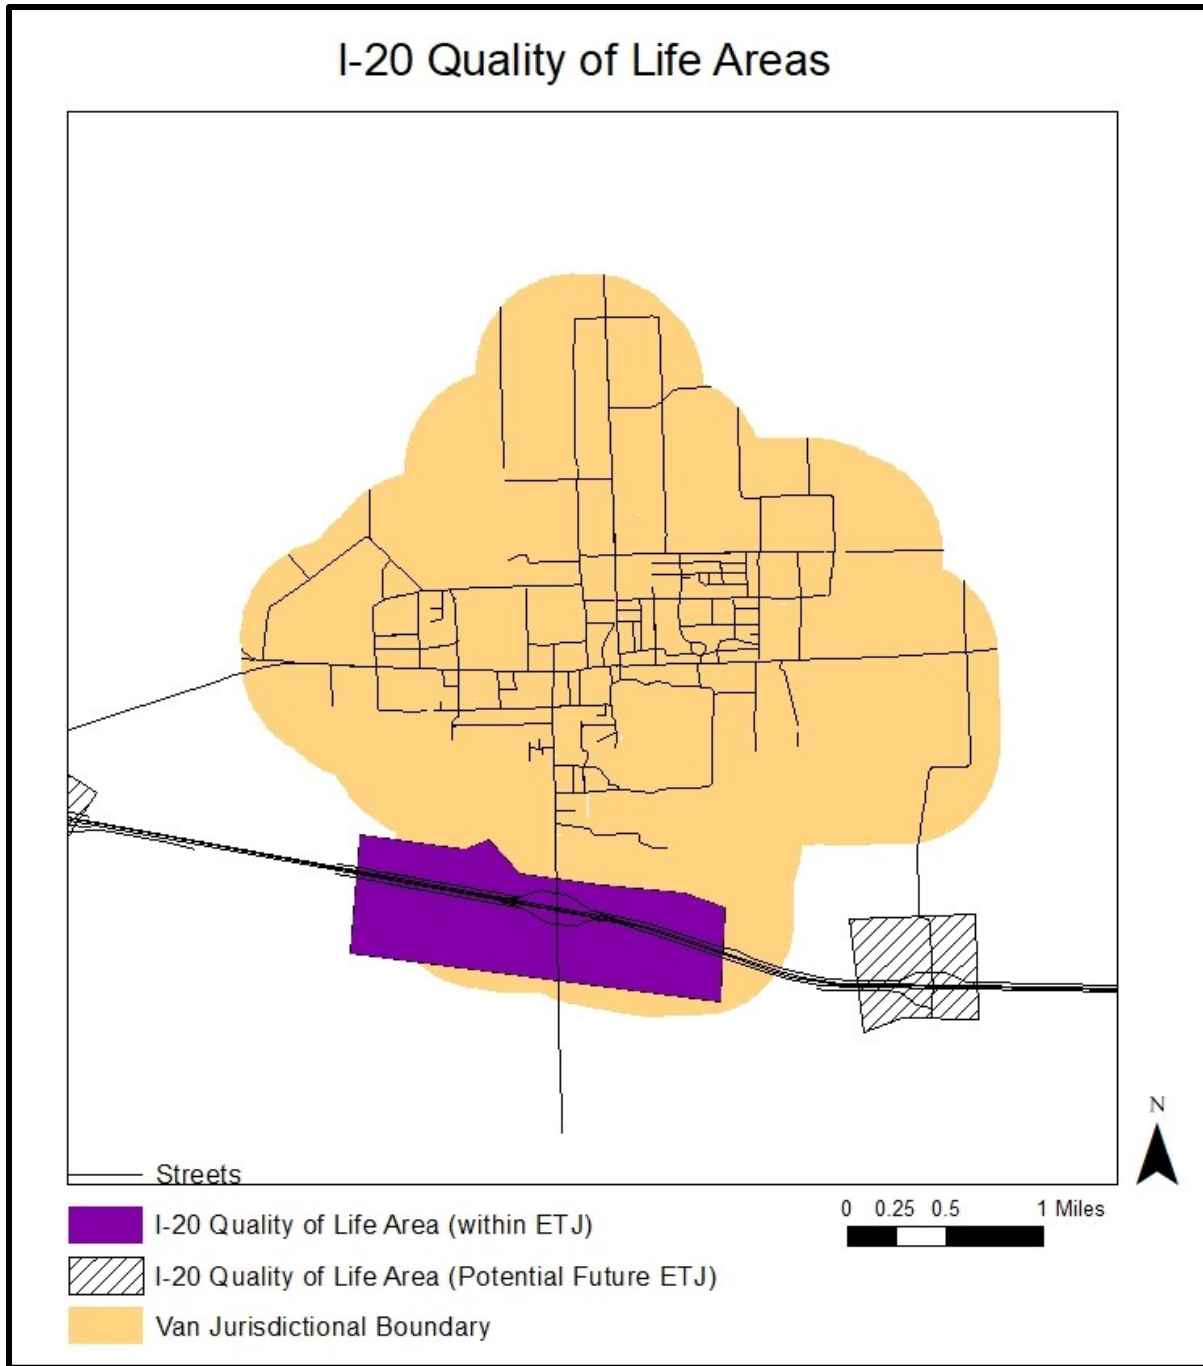 I-20 Quality of Life Areas
N
Streets
I-20 Quality of Life Area (within ETJ)
I-20 Quality of Life Area (Potential Future ETJ)
Van Jurisdictional Boundary
0 0.25 0.5 1 Miles